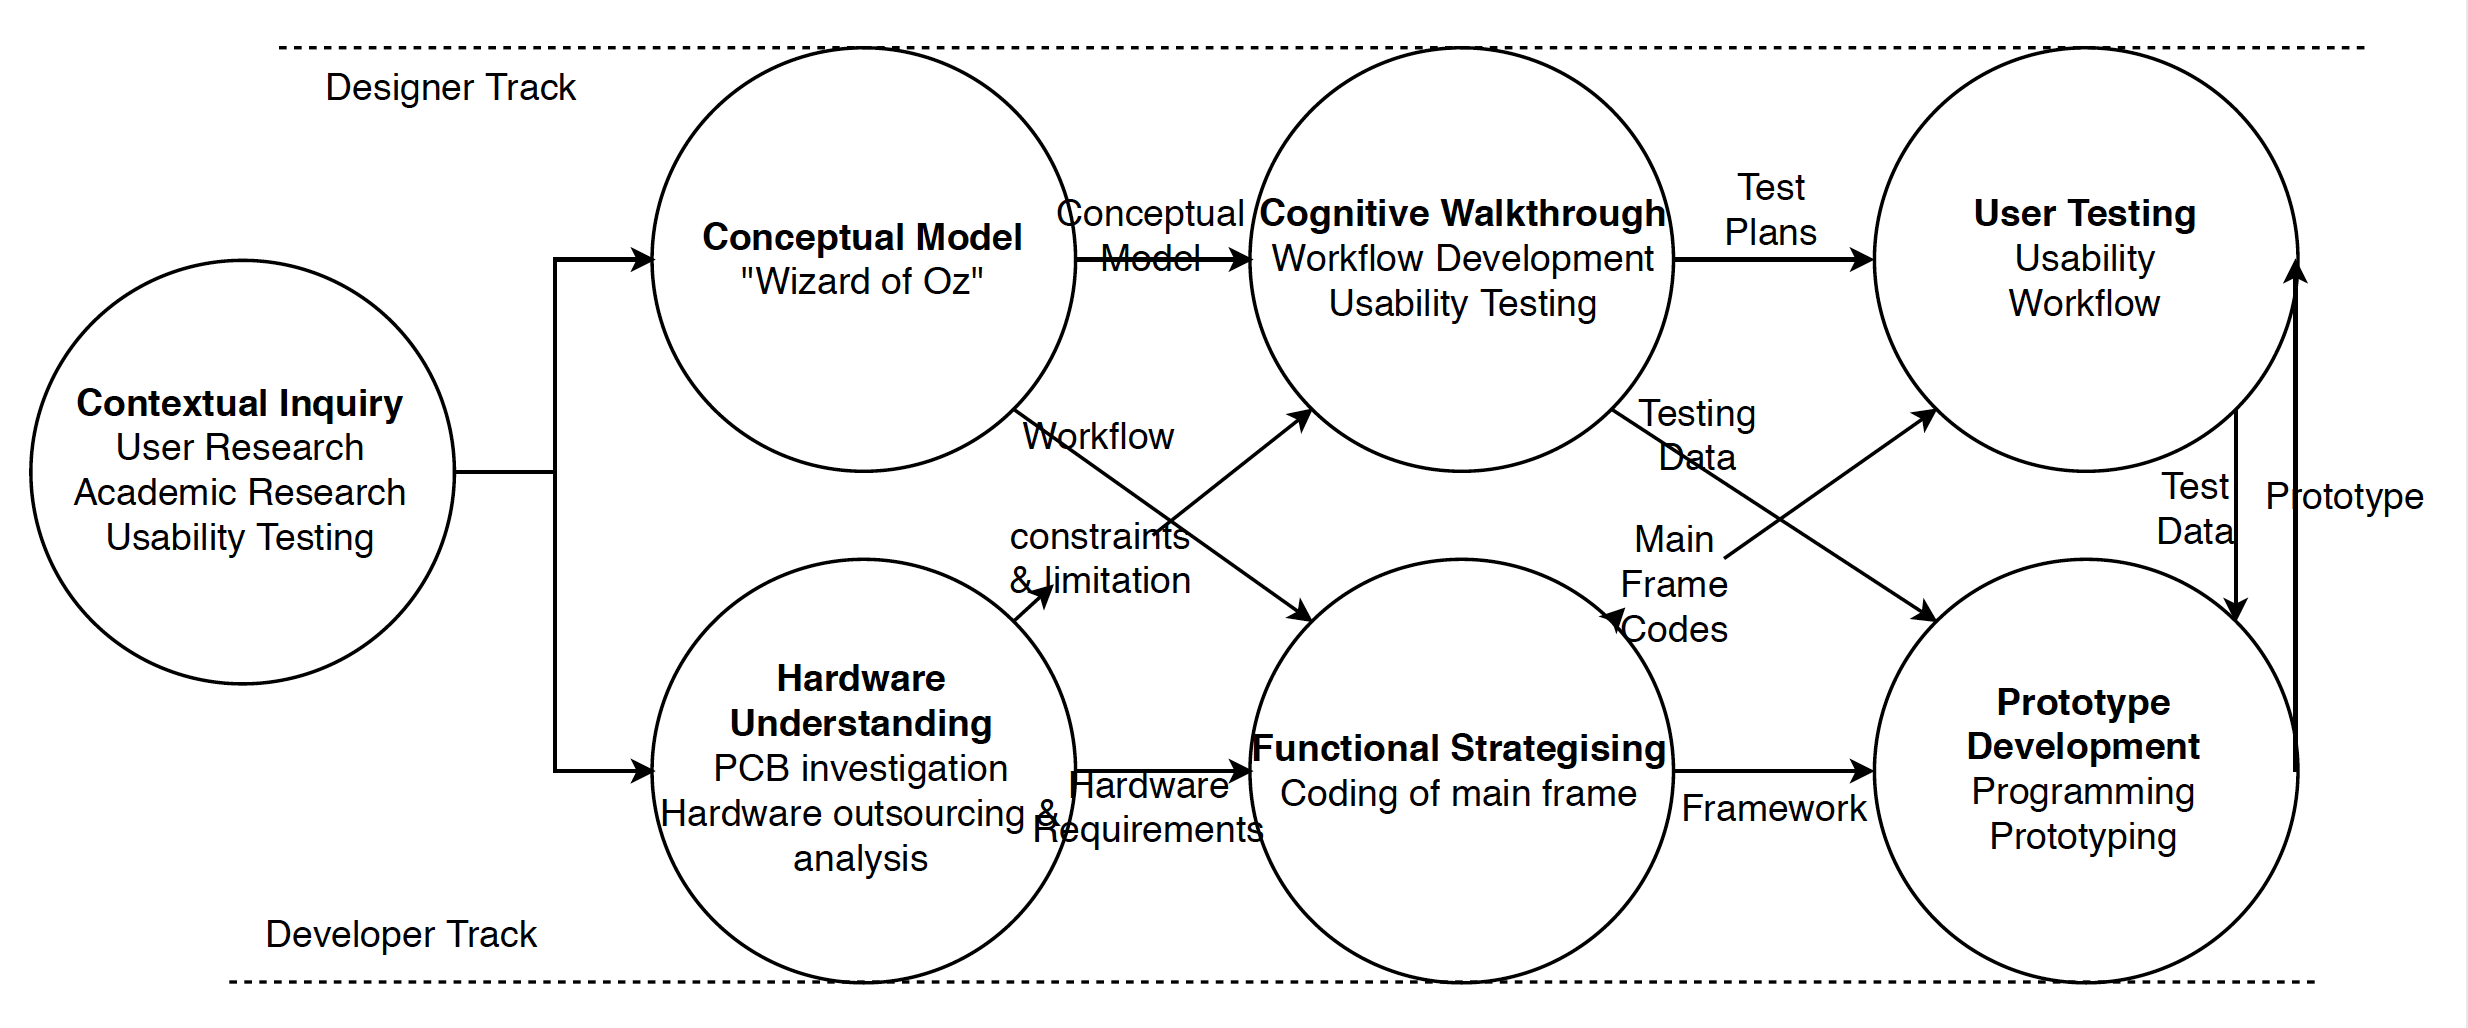 Designer Track
Contextual Inquiry
User Research
Academic Research
Usability Testing
Conceptual Model
"Wizard of Oz"
Conceptual
Model
Cognitive Walkthrough
Workflow Development
Usability Testing
Test
Plans
User Testing
Usability
Workflow
Workflow
constraints
& limitation
Testing
Data
Main
Frame
Codes
Test
Data
Prototype
Hardware
Understanding
PCB investigation
Hardware outsourcing &
analysis
Hardware
Requirements
Functional Strategising
Coding of main frame
Framework
Prototype
Development
Programming
Prototyping
Developer Track